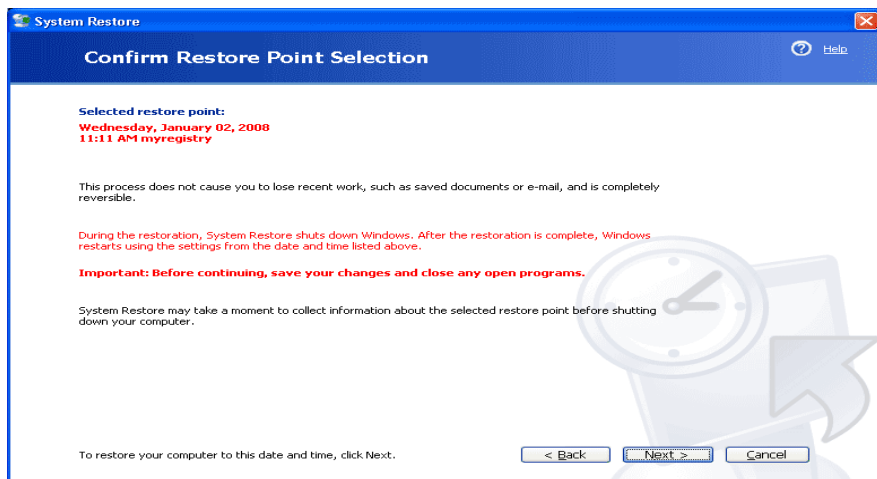 System Restore
Confirm Restore Point Selection
Help
Selected restore point:
Wednesday, January 02, 2008
11:11 AM myregistry
This process does not cause you to lose recent work, such as saved documents or e-mail, and is completely
reversible.
During the restoration, System Restore shuts down Windows. After the restoration is complete, Windows
restarts using the settings from the date and time listed above.
Important: Before continuing, save your changes and close any open programs.
System Restore may take a moment to collect information about the selected restore point before shutting
down your computer.
To restore your computer to this date and time, click Next.
< Back
Next >
Cancel